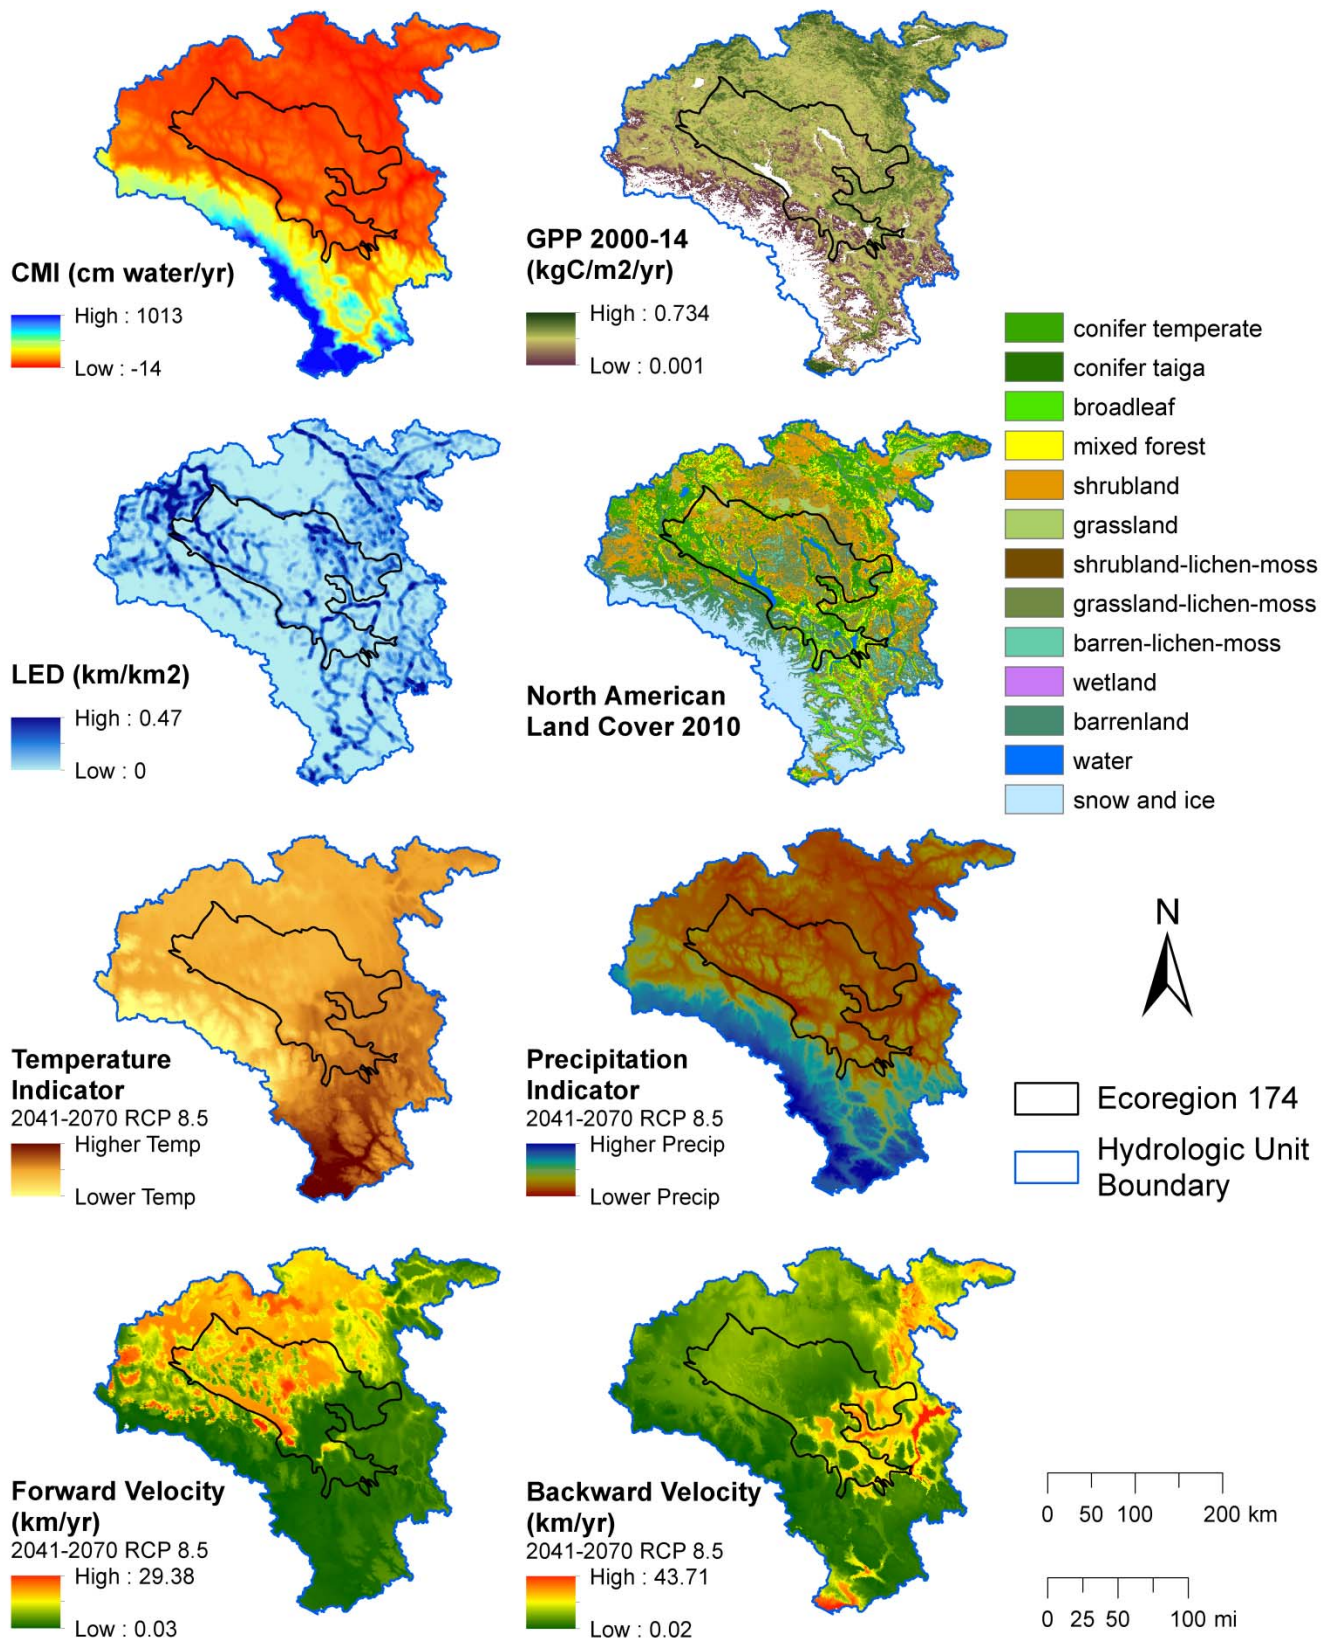 CMI (cm water/yr)
High : 1013
Low : -14
GPP 2000-14
(kgC/m2/yr)
High : 0.734
Low : 0.001
conifer temperate
conifer taiga
broadleaf
mixed forest
shrubland
grassland
shrubland-lichen-moss
grassland-lichen-moss
barren-lichen-moss
wetland
barrenland
water
snow and ice
LED (km/km2)
High : 0.47
Low : 0
North American
Land Cover 2010
Temperature
Indicator
2041-2070 RCP 8.5
Higher Temp
Lower Temp
Precipitation
Indicator
2041-2070 RCP 8.5
Higher Precip
Lower Precip
N
Ecoregion 174
Hydrologic Unit
Boundary
Forward Velocity
(km/yr)
2041-2070 RCP 8.5
High : 29.38
Low : 0.03
Backward Velocity
(km/yr)
2041-2070 RCP 8.5
High : 43.71
Low : 0.02
0 50 100 200 km
0 25 50 100 mi